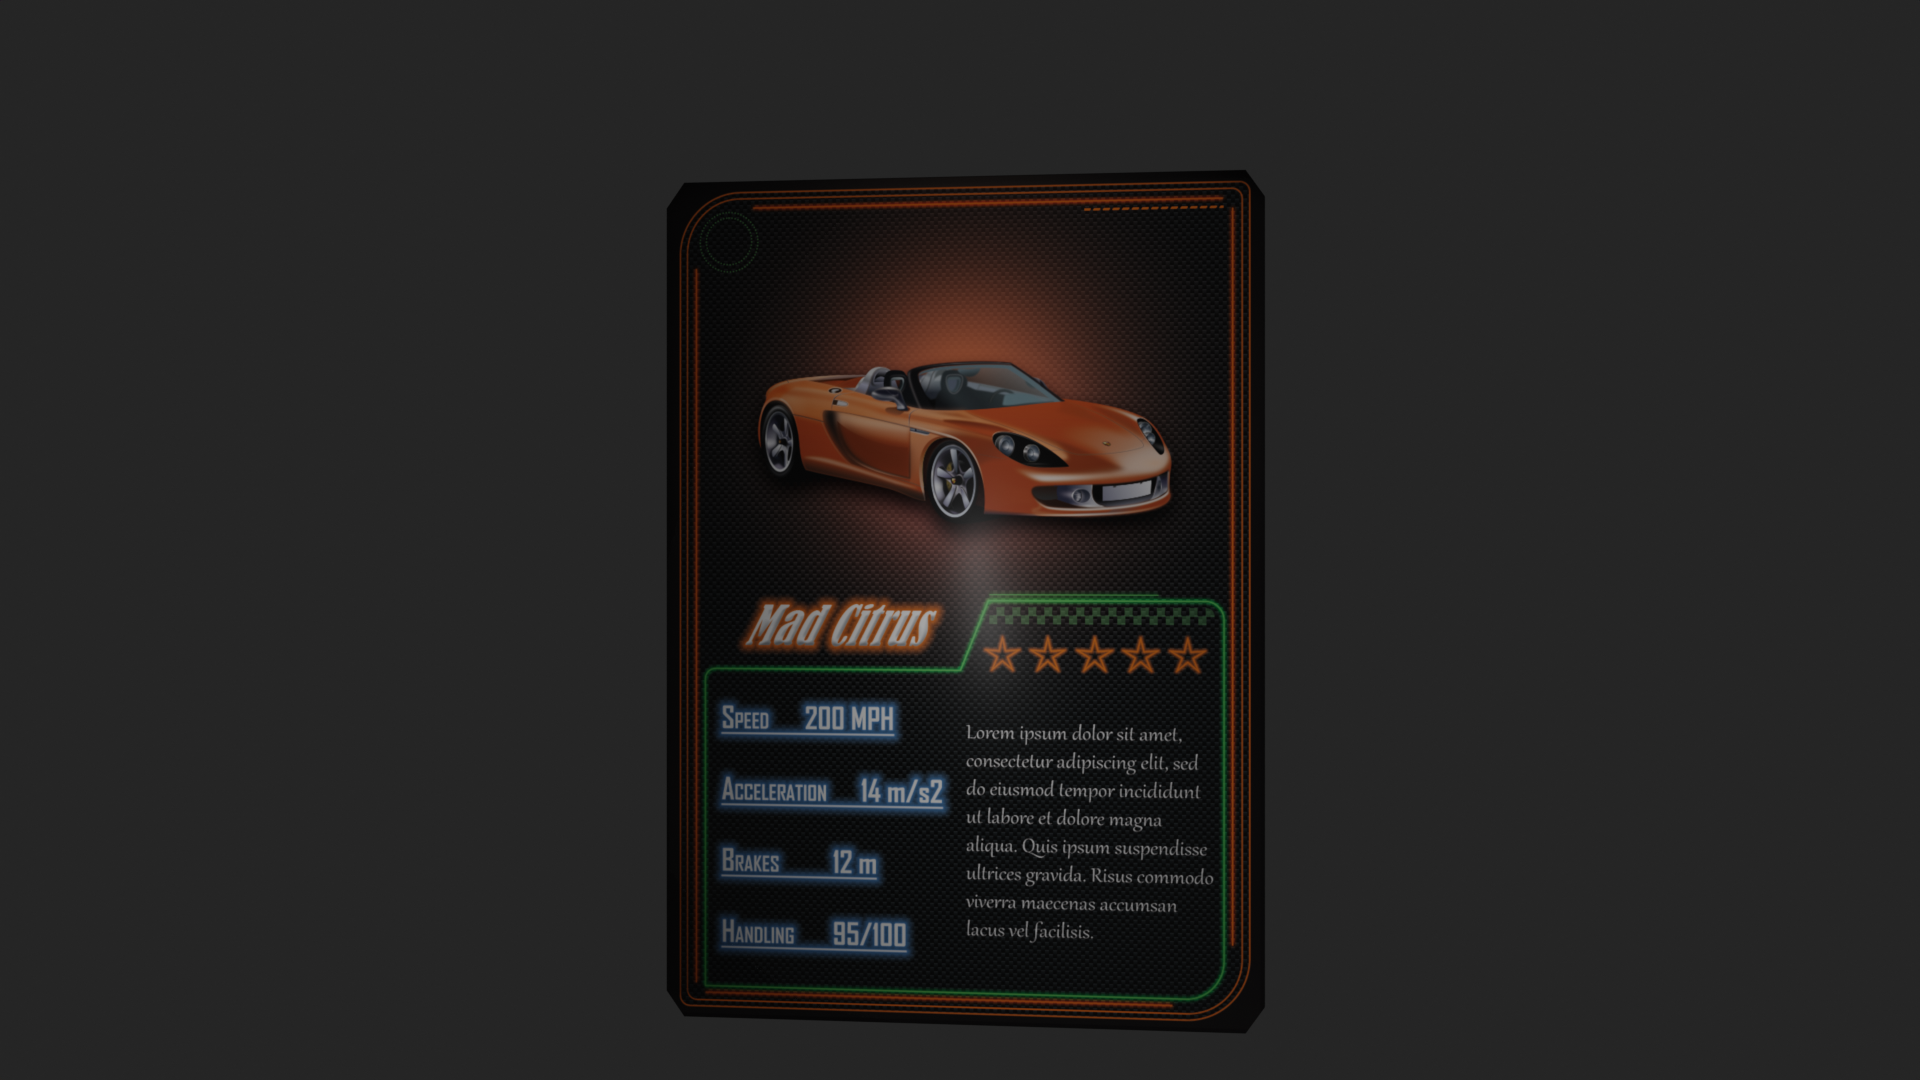 Mad Citrus
Speed 200 MPH
Acceleration 14 m/s2
Brakes 12 m
Handling 95/100
Lorem ipsum dolor sit amet,
consectetur adipiscing elit, sed
do eiusmod tempor incididunt
ut labore et dolore magna
aliqua. Quis ipsum suspendisse
ultrices gravida. Risus commodo
viverra maecenas accumsan
lacus vel facilisis.